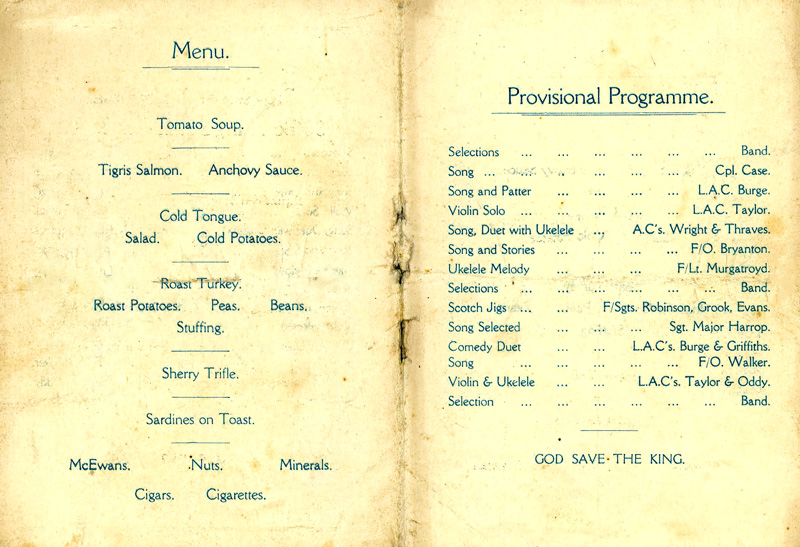 Menu.
Tomato Soup.
Tigris Salmon. Anchovy Sauce.
Cold Tongue.
Salad. Cold Potatoes.
Roast Turkey.
Roast Potatoes. Peas. Beans.
Stuffing.
Sherry Trifle.
Sardines on Toast.
McEwans. Nuts. Minerals.
Cigars. Cigarettes.
Provisional Programme.
Selections ... ... ... ... ... ... Band.
Song ... ... ... ... ... ... Cpl. Case.
Song and Patter ... ... ... ... L.A.C. Burge.
Violin Solo ... ... ... ... ... L.A.C. Taylor.
Song, Duet with Ukelele ... A.C's. Wright & Thraves.
Song and Stories ... ... ... ... F/O. Bryanton.
Ukelele Melody ... ... ... F/Lt. Murgatroyd.
Selections ... ... ... ... ... ... Band.
Scotch Jigs ... ... F/Sgts. Robinson, Grook, Evans.
Song Selected ... ... ... Sgt. Major Harrop.
Comedy Duet ... ... L.A.C's. Burge & Griffiths.
Song ... ... ... ... ... F/O. Walker.
Violin & Ukelele ... ... L.A.C's. Taylor & Oddy.
Selection ... ... ... ... ... ... Band.
GOD SAVE THE KING.